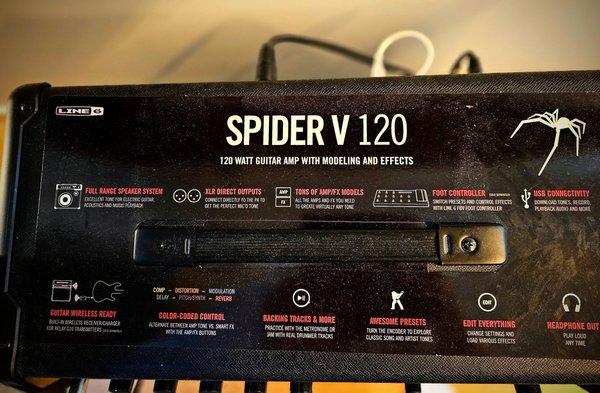 LINE 6
SPIDER V 120
120 WATT GUITAR AMP WITH MODELING AND EFFECTS
FULL RANGE SPEAKER SYSTEM
EXCELLENT TONE FOR ELECTRIC GUITAR,
ACOUSTICS AND MUSIC PLAYBACK
XLR DIRECT OUTPUTS
CONNECT DIRECTLY TO THE PA TO
GET THE PERFECT MIC'D TONE
AMP
FX
TONS OF AMP/FX MODELS
ALL THE AMPS AND FX YOU NEED
TO CREATE VIRTUALLY ANY TONE
FOOT CONTROLLER
SWITCH PRESETS AND CONTROL EFFECTS
WITH LINE 6 FBV FOOT CONTROLLER
USB CONNECTIVITY
DOWNLOAD TONES, RECORD,
PLAYBACK AUDIO AND MORE
GUITAR WIRELESS READY
BUILT-IN WIRELESS RECEIVER/CHARGER
FOR RELAY G10 TRANSMITTERS
COMP – DISTORTION – MODULATION
DELAY – PITCH/SYNTH – REVERB
COLOR-CODED CONTROL
ALTERNATE BETWEEN AMP TONE VS. SMART FX
WITH THE AMP/FX BUTTONS
BACKING TRACKS & MORE
PRACTICE WITH THE METRONOME OR
JAM WITH REAL DRUMMER TRACKS
AWESOME PRESETS
TURN THE ENCODER TO EXPLORE
CLASSIC SONG AND ARTIST TONES
EDIT
EDIT EVERYTHING
CHANGE SETTINGS AND
LOAD VARIOUS EFFECTS
HEADPHONE OUT
PLAY LOUD
ANY TIME